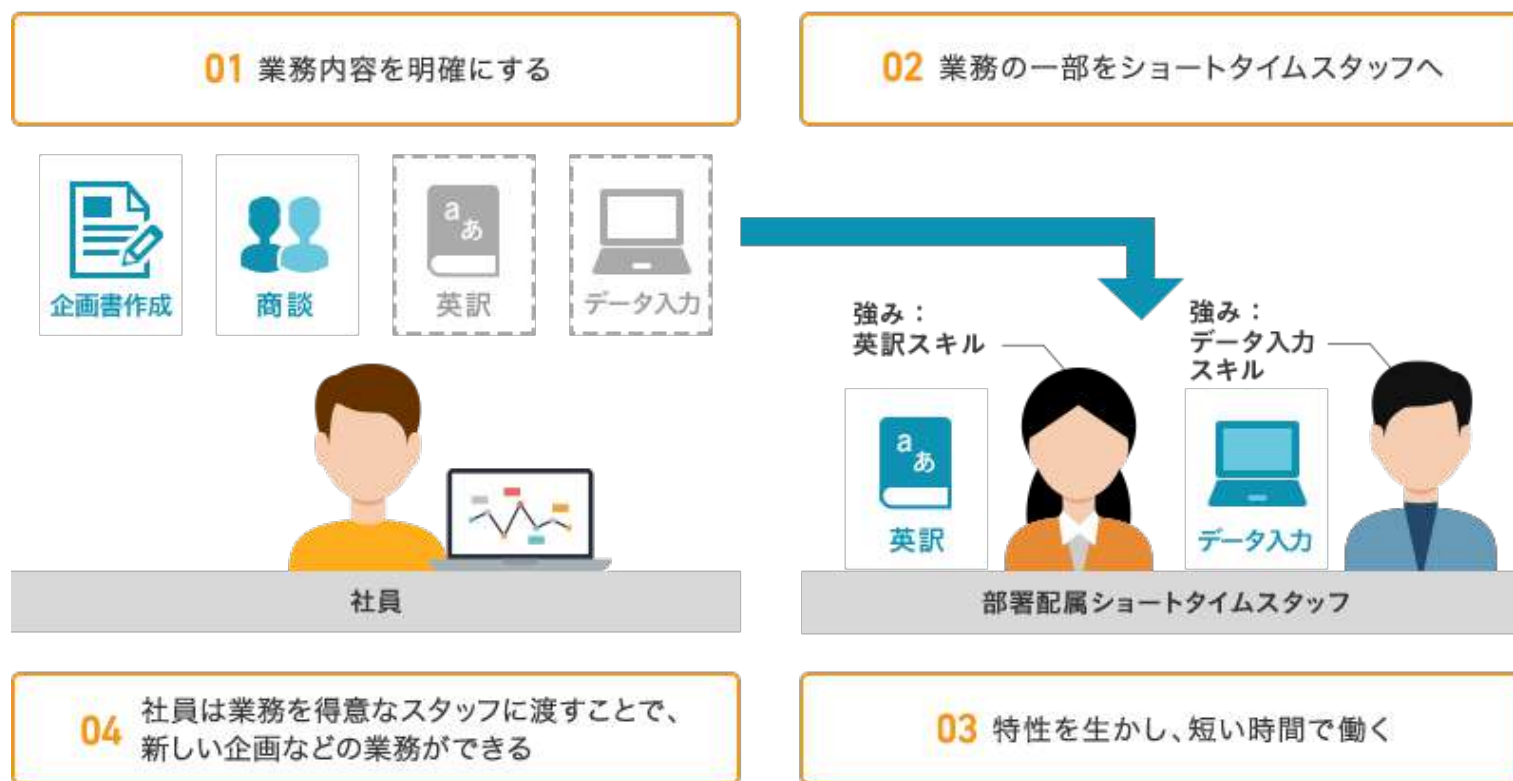 01 業務内容を明確にする
02 業務の一部をショートタイムスタッフへ
企画書作成
商談
aあ
英訳
データ入力
強み：
英訳スキル
強み：
データ入力
スキル
aあ
英訳
データ入力
社員
部署配属ショートタイムスタッフ
04 社員は業務を得意なスタッフに渡すことで、
新しい企画などの業務ができる
03 特性を生かし、短い時間で働く